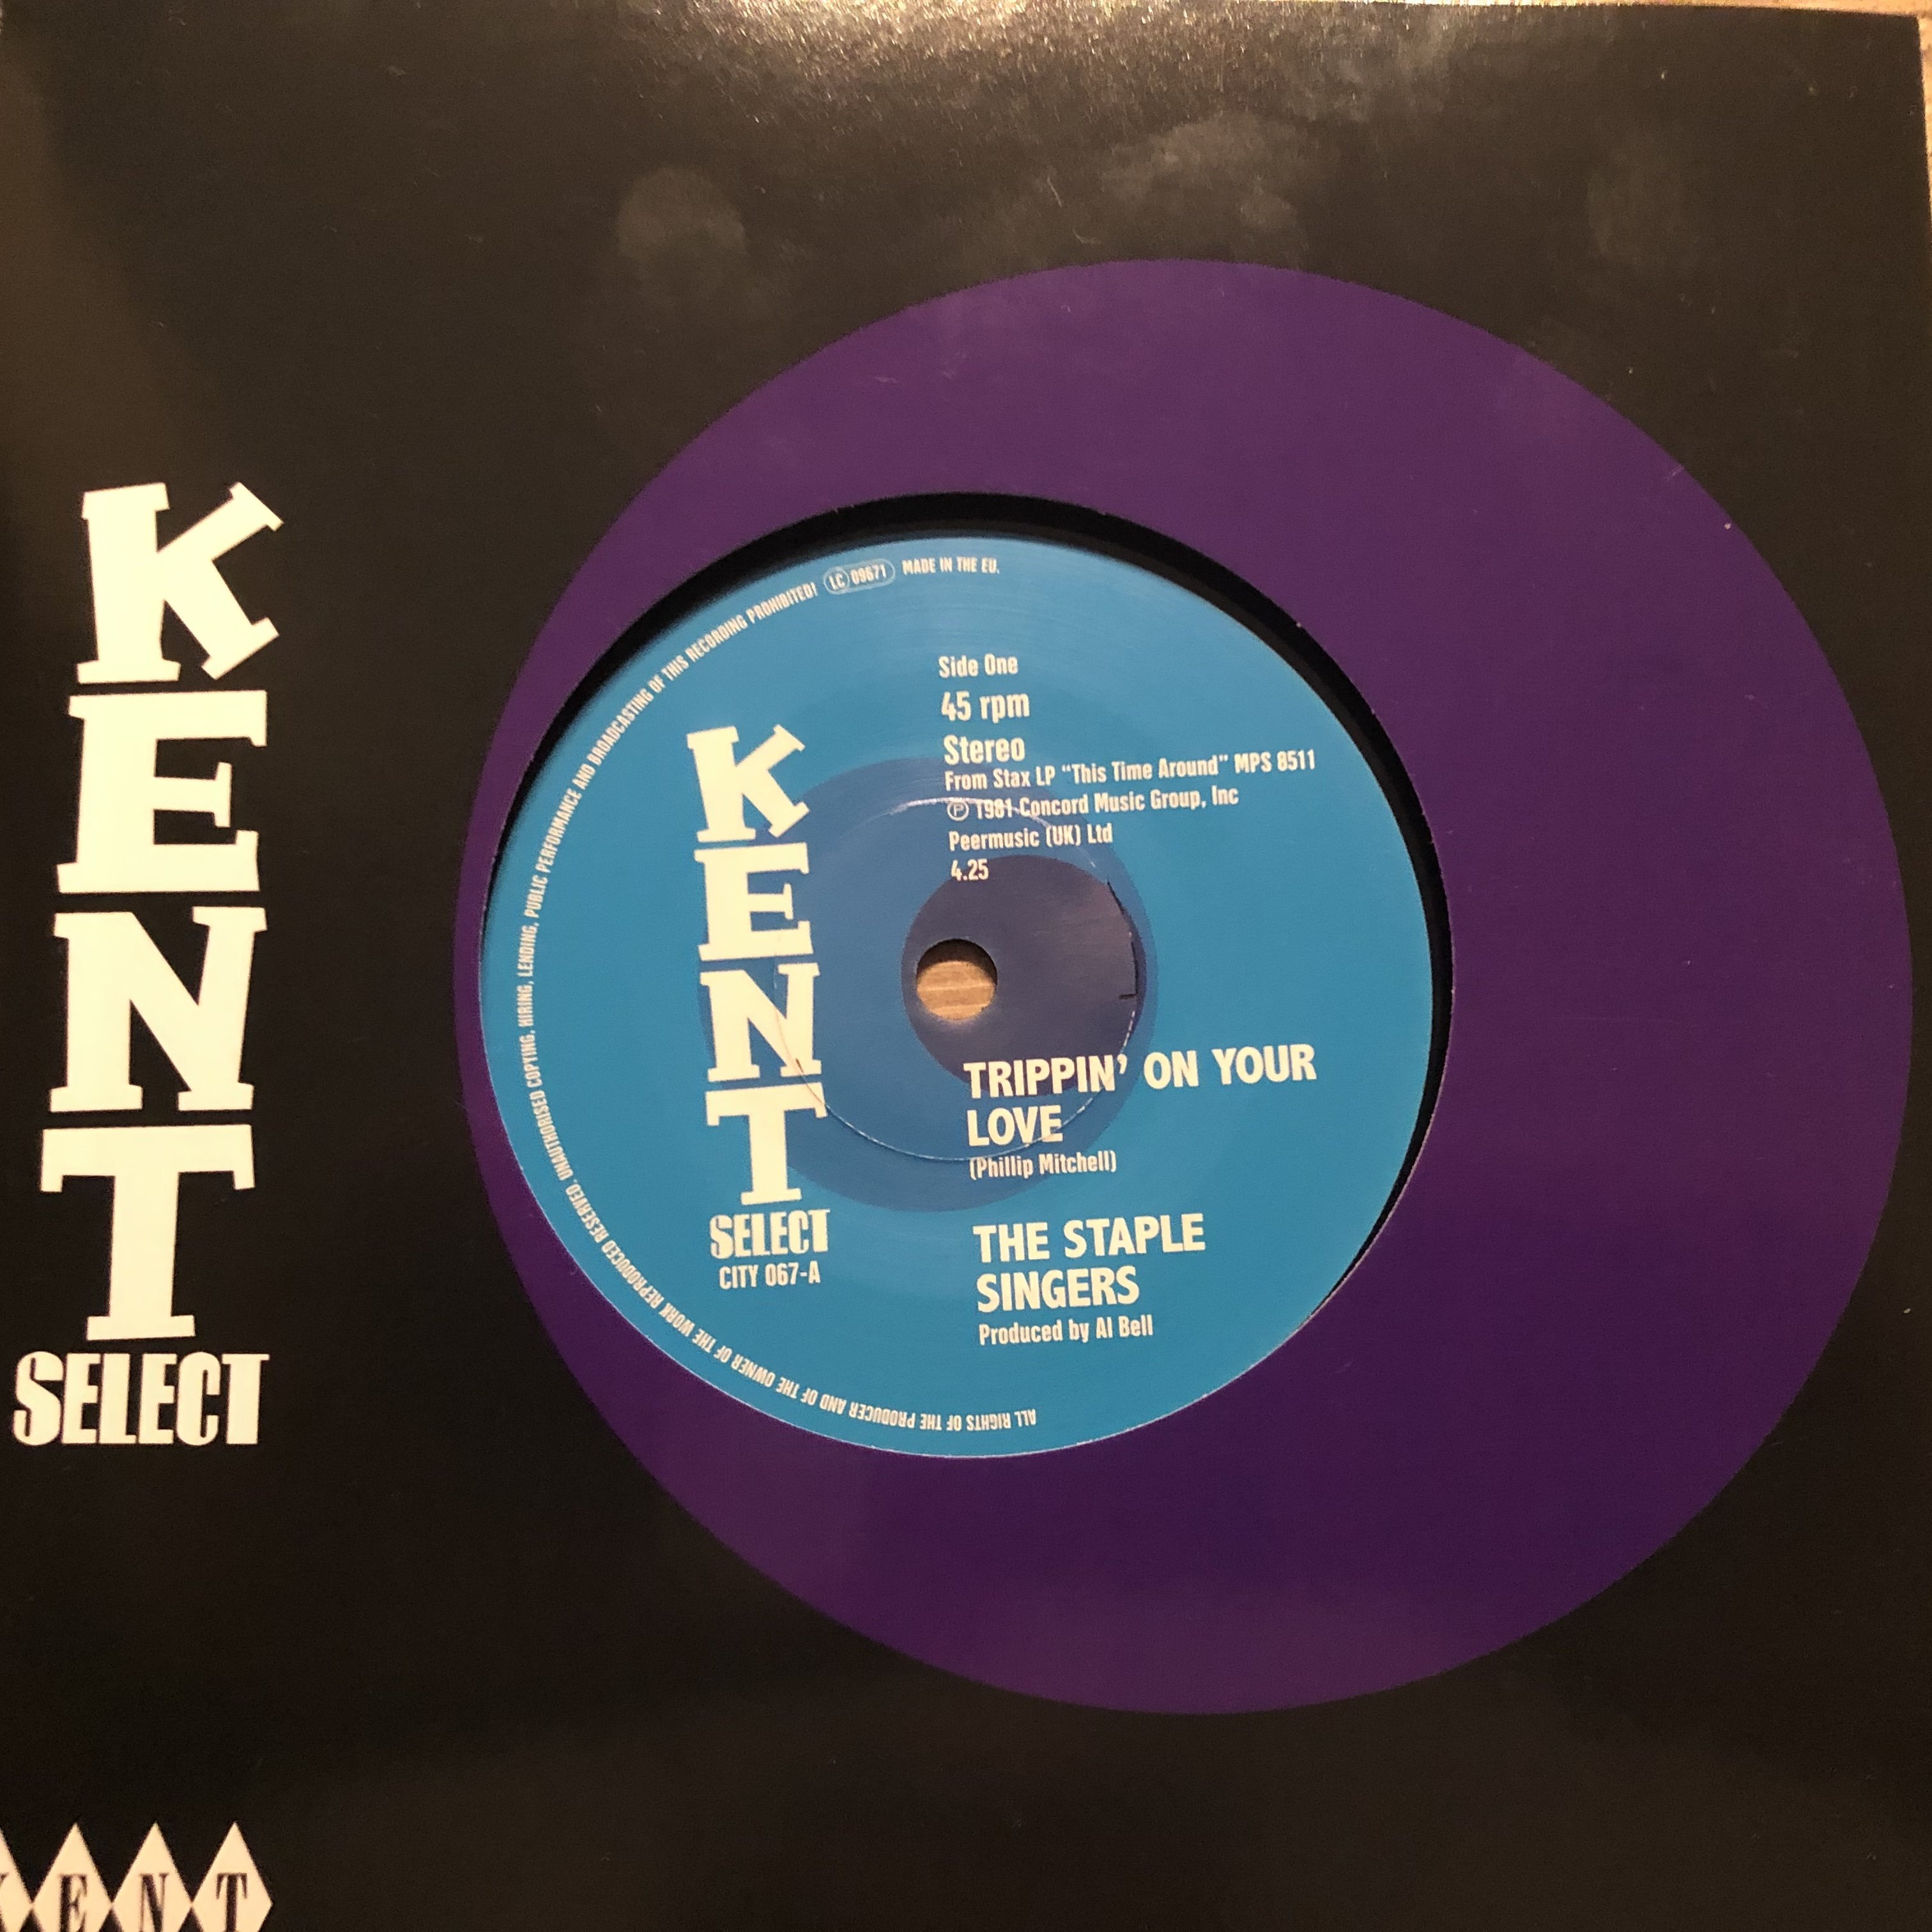 KENT
SELECT
KENT
ALL RIGHTS OF THE PRODUCER AND OF THE OWNER OF THE WORK REPRODUCED RESERVED. UNAUTHORISED COPYING, HIRING, LENDING, PUBLIC PERFORMANCE AND BROADCASTING OF THIS RECORDING PROHIBITED! LC 09671 MADE IN THE EU.
Side One
45 rpm
Stereo
From Stax LP “This Time Around” MPS 8511
℗ 1981 Concord Music Group, Inc
Peermusic (UK) Ltd
4.25
KENT
SELECT
CITY 067-A
TRIPPIN’ ON YOUR
LOVE
(Phillip Mitchell)
THE STAPLE
SINGERS
Produced by Al Bell